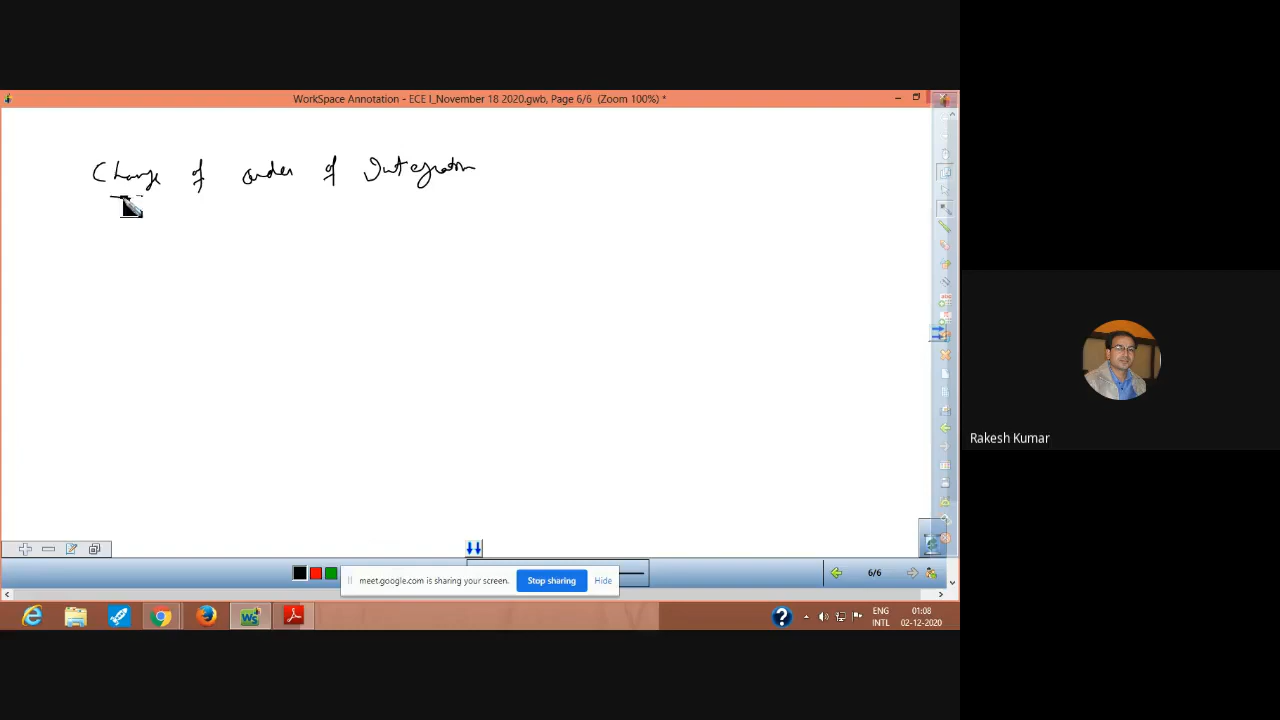 WorkSpace Annotation - ECE I_November 18 2020.gwb, Page 6/6 (Zoom 100%) *
Change of order of Integration
Rakesh Kumar
6/6
meet.google.com is sharing your screen. Stop sharing Hide
ENG 01:08
INTL 02-12-2020